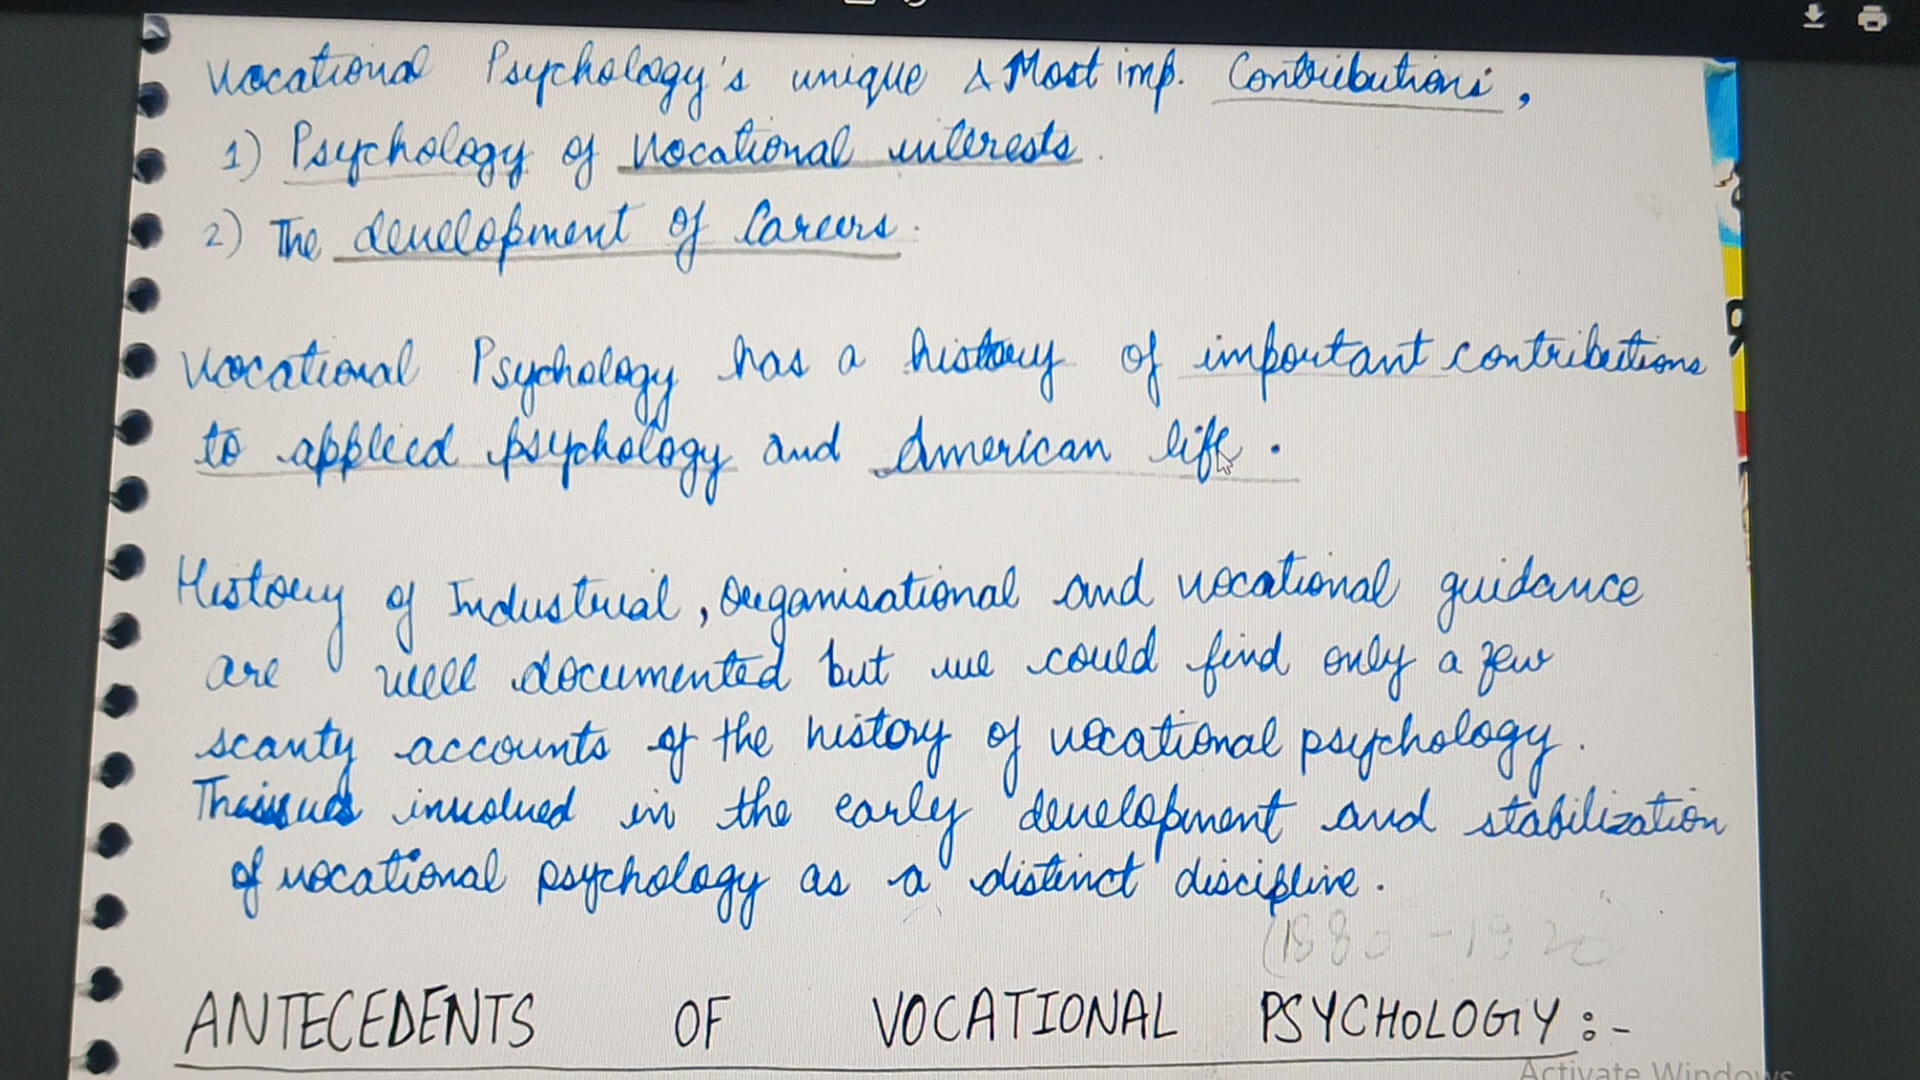 Vocational Psychology's unique & Most imp. Contributions,
1) Psychology of Vocational interests.
2) The development of Careers.
Vocational Psychology has a history of important contributions
to applied psychology and American life.
History of Industrial, Organisational and vocational guidance
are well documented but we could find only a few
scanty accounts of the history of vocational psychology.
involved in the early development and stabilization
of vocational psychology as a distinct discipline.
(1880-1920
ANTECEDENTS OF VOCATIONAL PSYCHOLOGY:-
Activate Windows